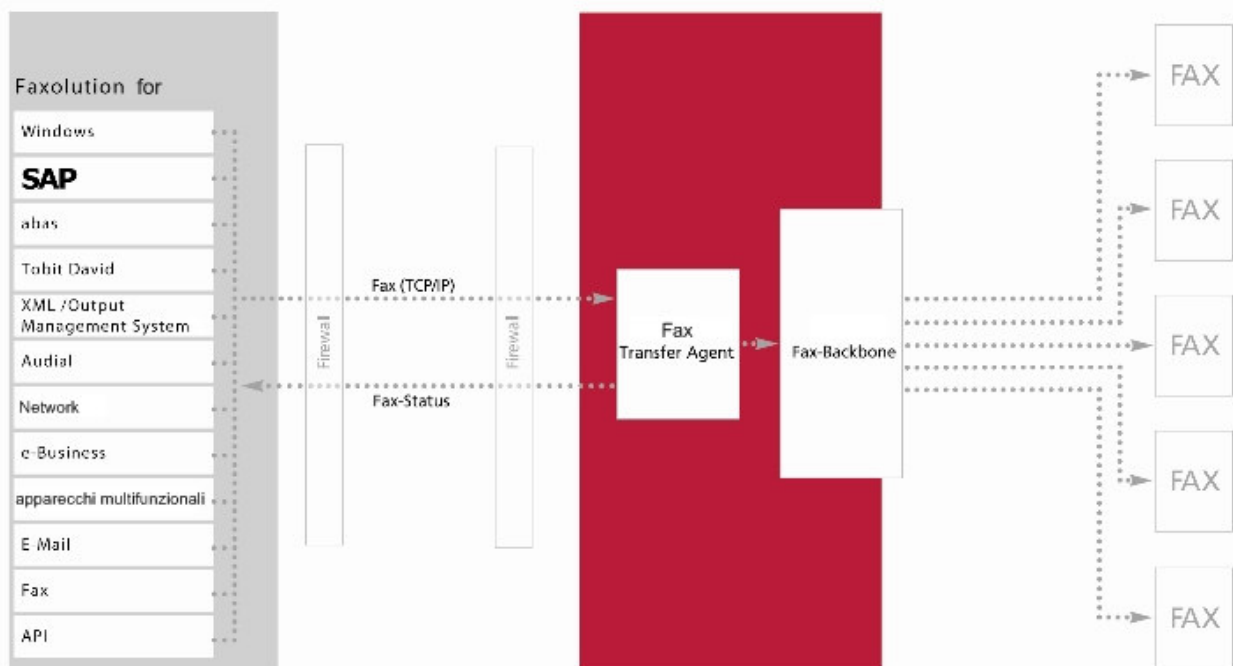 Faxolution for
Windows
SAP
abas
Tobit David
XML /Output
Management System
Audial
Network
e-Business
apparecchi multifunzionali
E-Mail
Fax
API
Firewall
Fax (TCP/IP)
Fax-Status
Firewall
Fax
Transfer Agent
Fax-Backbone
FAX
FAX
FAX
FAX
FAX